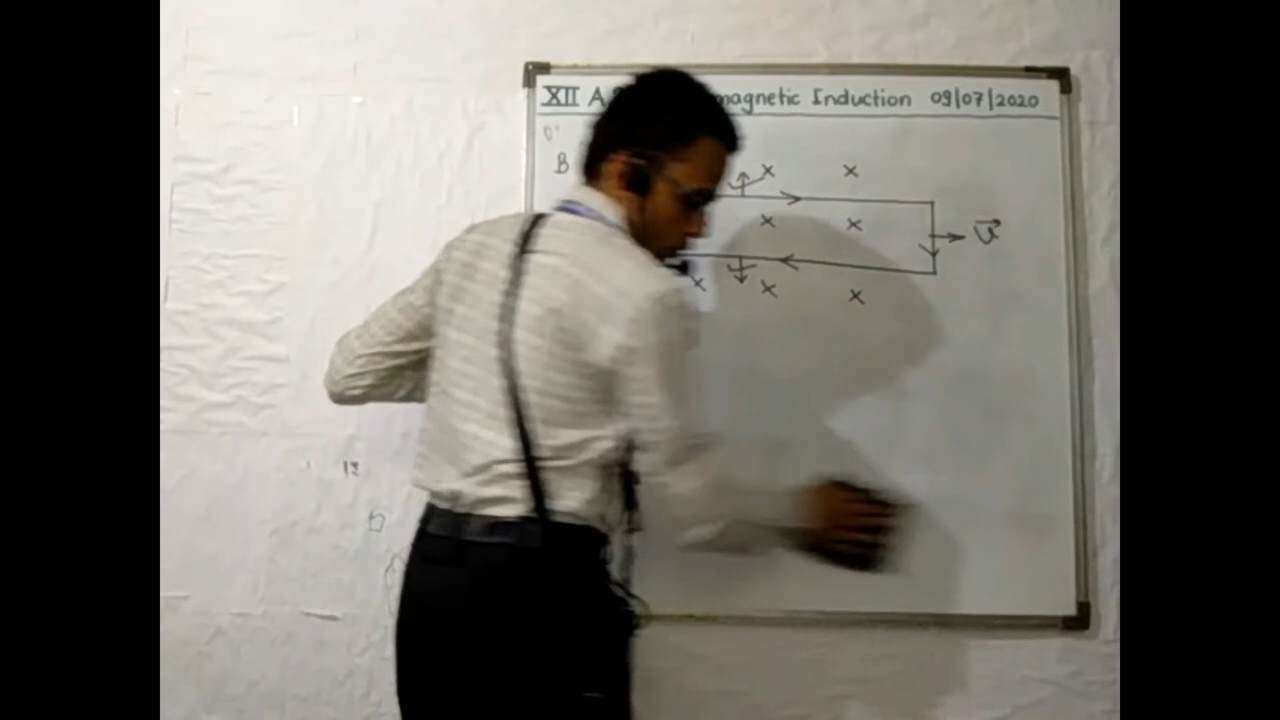 XII A magnetic Induction 09/07/2020
B
x x
x x
v⃗
x x x